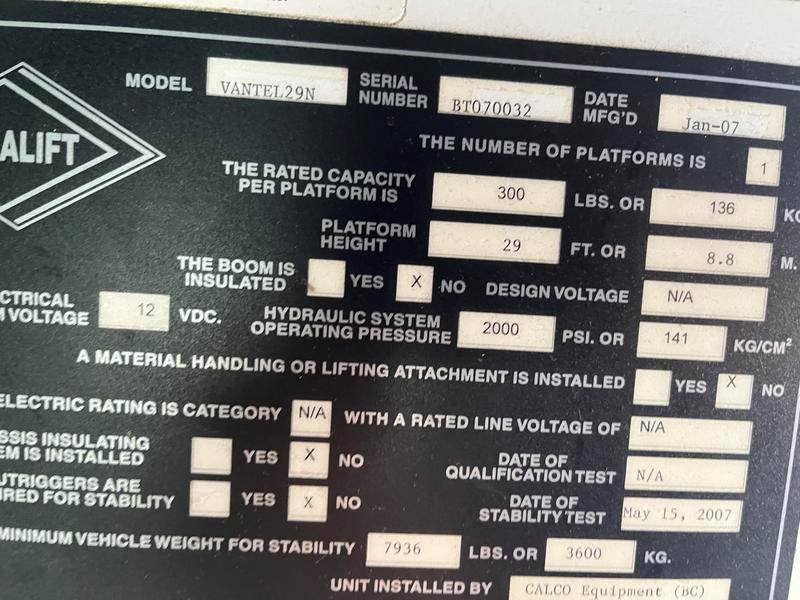 MODEL VANTEL29N SERIAL NUMBER BT070032 DATE MFG'D Jan-07
ALIFT
THE NUMBER OF PLATFORMS IS 1
THE RATED CAPACITY PER PLATFORM IS 300 LBS. OR 136 KG
PLATFORM HEIGHT 29 FT. OR 8.8 M.
THE BOOM IS INSULATED YES X NO DESIGN VOLTAGE N/A
CTRICAL M VOLTAGE 12 VDC. HYDRAULIC SYSTEM OPERATING PRESSURE 2000 PSI. OR 141 KG/CM²
A MATERIAL HANDLING OR LIFTING ATTACHMENT IS INSTALLED YES X NO
ELECTRIC RATING IS CATEGORY N/A WITH A RATED LINE VOLTAGE OF N/A
SSIS INSULATING EM IS INSTALLED YES X NO DATE OF QUALIFICATION TEST N/A
UTRIGGERS ARE IRED FOR STABILITY YES X NO DATE OF STABILITY TEST May 15, 2007
MINIMUM VEHICLE WEIGHT FOR STABILITY 7936 LBS. OR 3600 KG.
UNIT INSTALLED BY CALCO Equipment (BC)